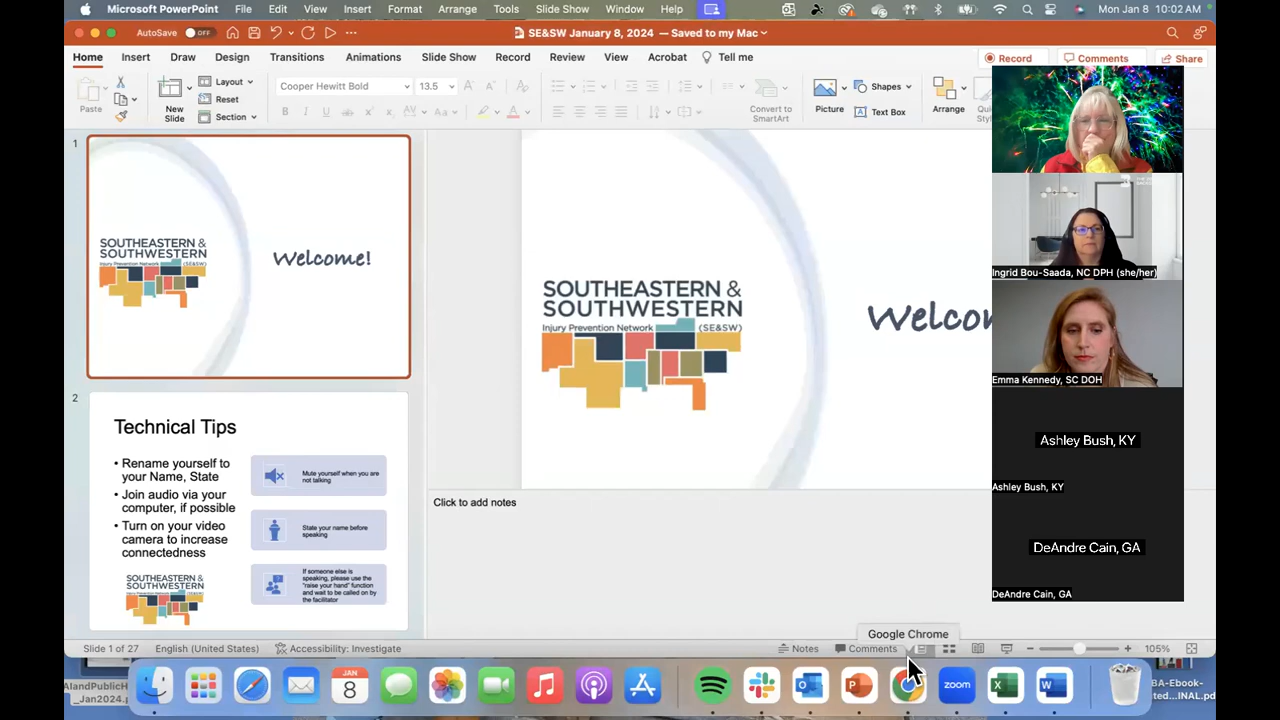 Microsoft PowerPoint File Edit View Insert Format Arrange Tools Slide Show Window Help Mon Jan 8 10:02 AM
AutoSave OFF SE&SW January 8, 2024 — Saved to my Mac
Home Insert Draw Design Transitions Animations Slide Show Record Review View Acrobat Tell me Record Comments Share
Paste
New
Slide
Layout
Reset
Section
Cooper Hewitt Bold 13.5
Convert to
SmartArt
Picture
Shapes
Text Box
Arrange
1
SOUTHEASTERN &
SOUTHWESTERN
Injury Prevention Network (SE&SW)
Welcome!
2
Technical Tips
• Rename yourself to
your Name, State
• Join audio via your
computer, if possible
• Turn on your video
camera to increase
connectedness
Mute yourself when you are
not talking
State your name before
speaking
If someone else is
speaking, please use the
"raise your hand" function
and wait to be called on by
the facilitator
SOUTHEASTERN &
SOUTHWESTERN
SOUTHEASTERN &
SOUTHWESTERN
Injury Prevention Network (SE&SW)
Click to add notes
Ingrid Bou-Saada, NC DPH (she/her)
Emma Kennedy, SC DOH
Ashley Bush, KY
Ashley Bush, KY
DeAndre Cain, GA
DeAndre Cain, GA
Google Chrome
Slide 1 of 27 English (United States) Accessibility: Investigate Notes Comments 105%
JAN
8
zoom